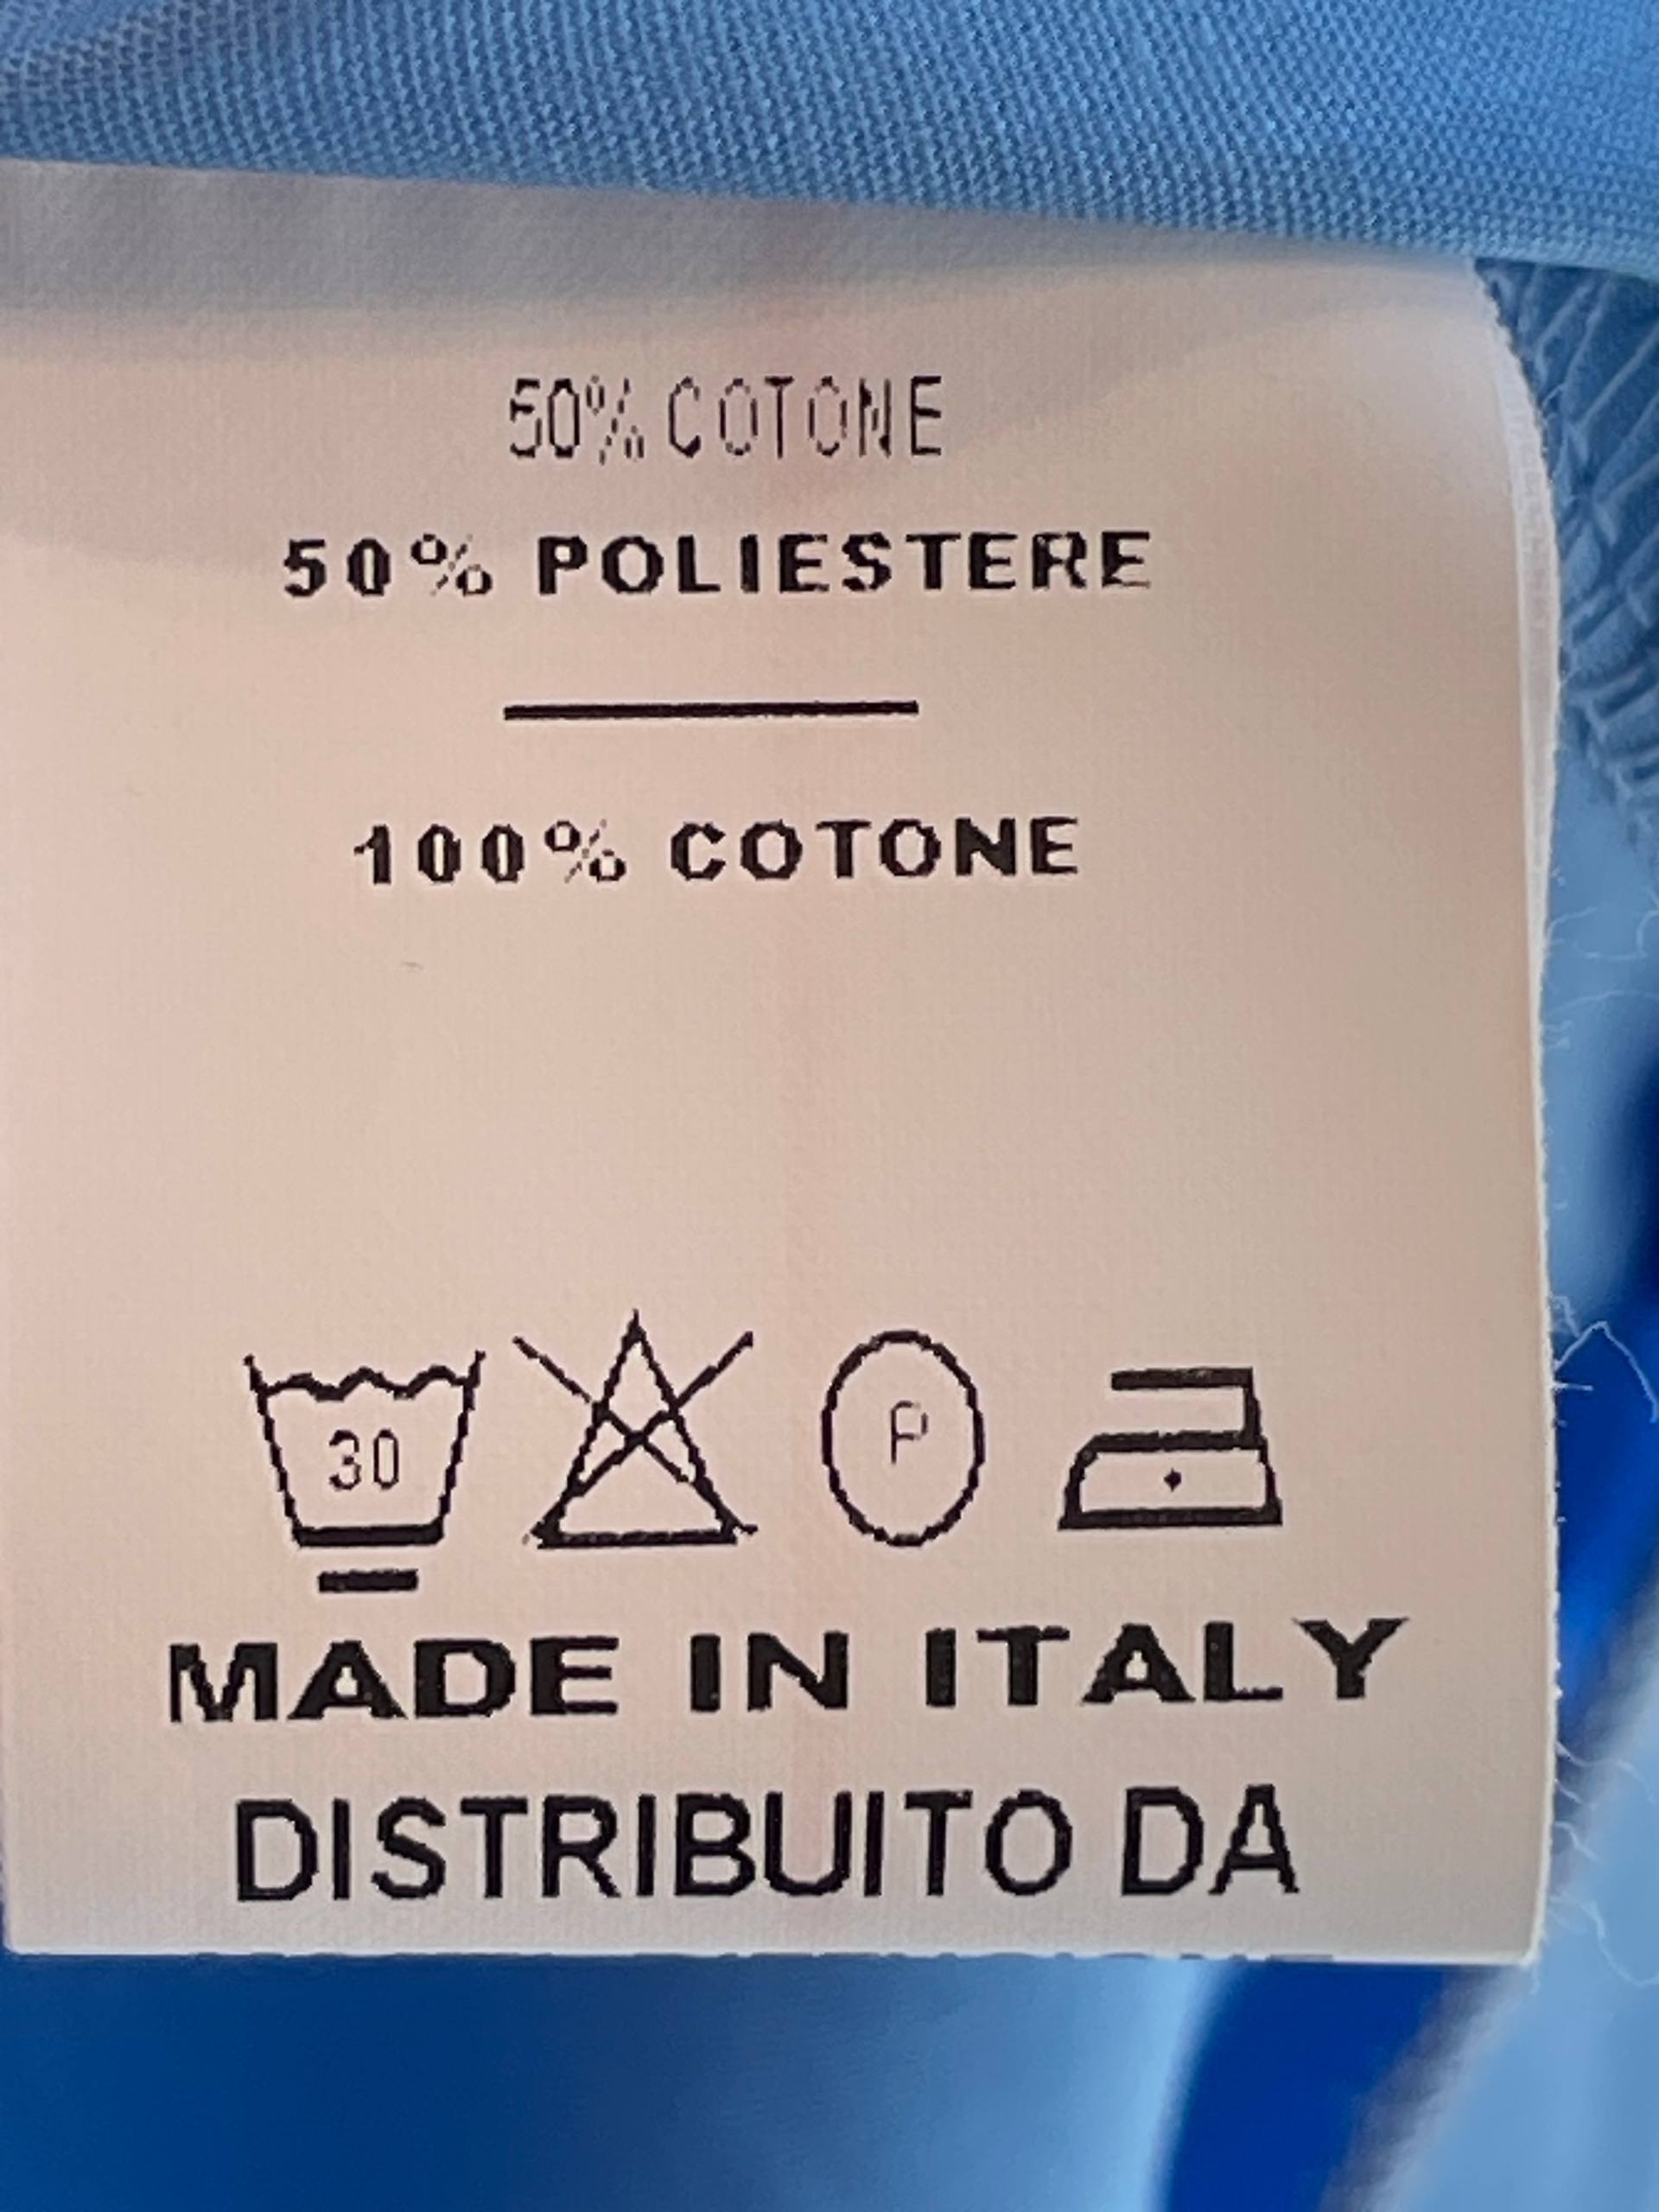 50% COTONE
50% POLIESTERE
100% COTONE
30 P
MADE IN ITALY
DISTRIBUITO DA